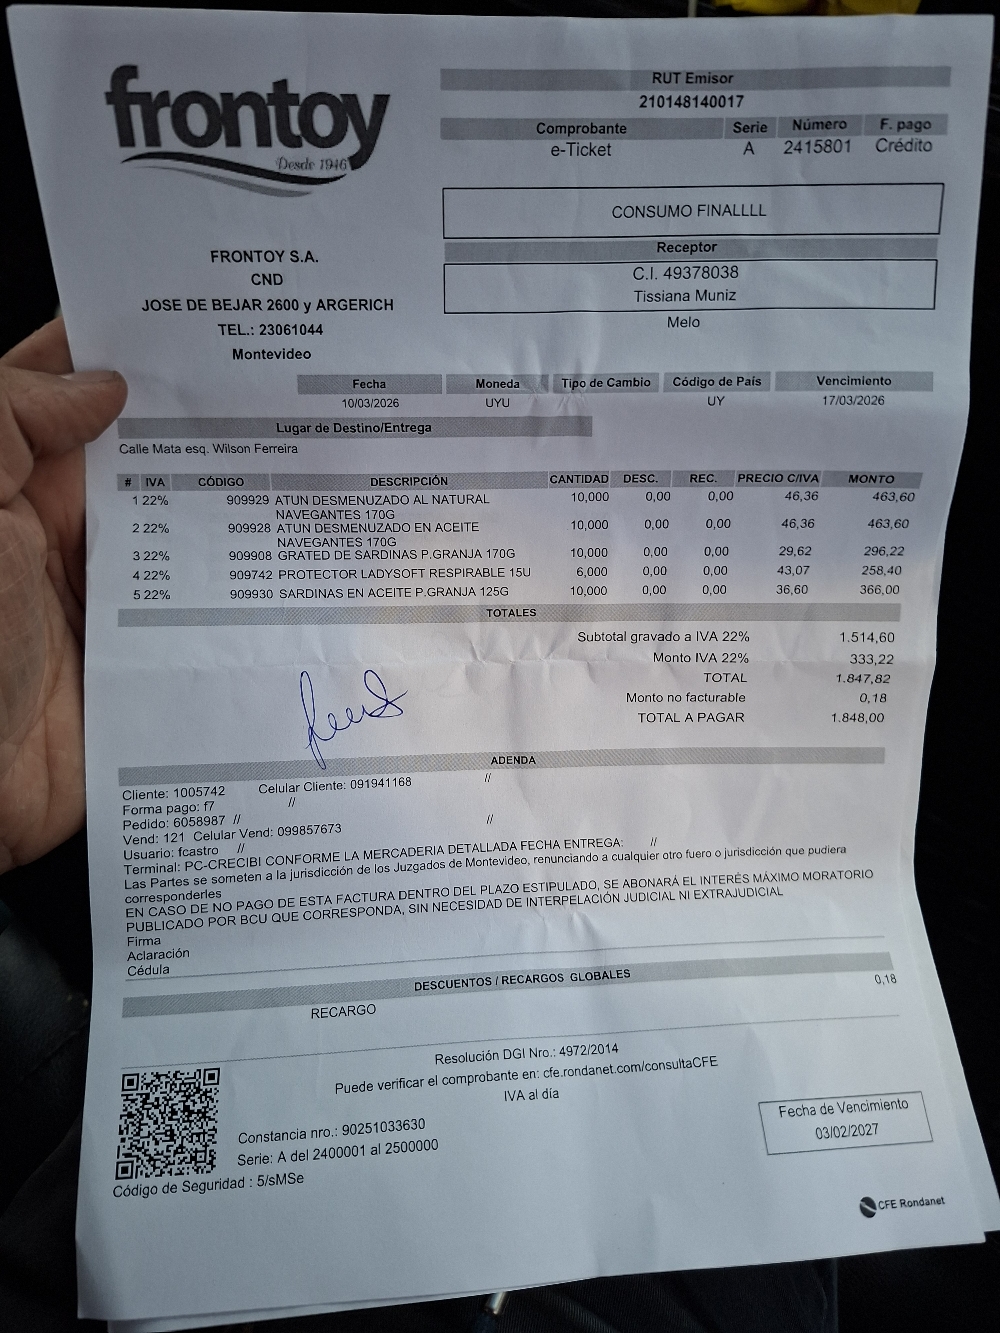 frontoy
Desde 1946
RUT Emisor
210148140017
Comprobante Serie Número F. pago
e-Ticket A 2415801 Crédito
CONSUMO FINALLLL
Receptor
C.I. 49378038
Tissiana Muniz
Melo
FRONTOY S.A.
CND
JOSE DE BEJAR 2600 y ARGERICH
TEL.: 23061044
Montevideo
Fecha Moneda Tipo de Cambio Código de País Vencimiento
10/03/2026 UYU UY 17/03/2026
Lugar de Destino/Entrega
Calle Mata esq. Wilson Ferreira
# IVA CÓDIGO DESCRIPCIÓN CANTIDAD DESC. REC. PRECIO C/IVA MONTO
1 22% 909929 ATUN DESMENUZADO AL NATURAL 10,000 0,00 0,00 46,36 463,60
NAVEGANTES 170G
2 22% 909928 ATUN DESMENUZADO EN ACEITE 10,000 0,00 0,00 46,36 463,60
NAVEGANTES 170G
3 22% 909908 GRATED DE SARDINAS P.GRANJA 170G 10,000 0,00 0,00 29,62 296,22
4 22% 909742 PROTECTOR LADYSOFT RESPIRABLE 15U 6,000 0,00 0,00 43,07 258,40
5 22% 909930 SARDINAS EN ACEITE P.GRANJA 125G 10,000 0,00 0,00 36,60 366,00
TOTALES
Subtotal gravado a IVA 22% 1.514,60
Monto IVA 22% 333,22
TOTAL 1.847,82
Monto no facturable 0,18
TOTAL A PAGAR 1.848,00
ADENDA
Cliente: 1005742 Celular Cliente: 091941168 //
Forma pago: f7 //
Pedido: 6058987 //
Vend: 121 Celular Vend: 099857673 //
Usuario: fcastro //
Terminal: PC-CRECIBI CONFORME LA MERCADERIA DETALLADA FECHA ENTREGA: //
Las Partes se someten a la jurisdicción de los Juzgados de Montevideo, renunciando a cualquier otro fuero o jurisdicción que pudiera
corresponderles
EN CASO DE NO PAGO DE ESTA FACTURA DENTRO DEL PLAZO ESTIPULADO, SE ABONARÁ EL INTERÉS MÁXIMO MORATORIO
PUBLICADO POR BCU QUE CORRESPONDA, SIN NECESIDAD DE INTERPELACIÓN JUDICIAL NI EXTRAJUDICIAL
Firma
Aclaración
Cédula
DESCUENTOS / RECARGOS GLOBALES
RECARGO 0,18
Resolución DGI Nro.: 4972/2014
Puede verificar el comprobante en: cfe.rondanet.com/consultaCFE
IVA al día
Constancia nro.: 90251033630
Serie: A del 2400001 al 2500000
Código de Seguridad : 5/sMSe
Fecha de Vencimiento
03/02/2027
CFE Rondanet